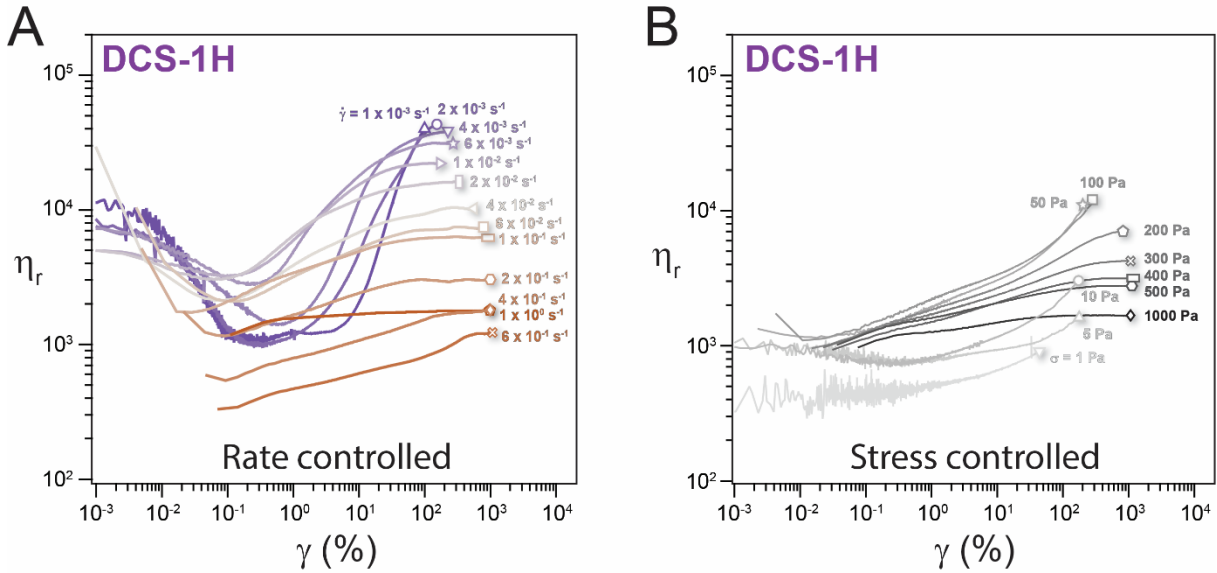 A
DCS-1H
10⁵
10⁴
10³
10²
ηr
γ̇ = 1 x 10⁻³ s⁻¹
2 x 10⁻³ s⁻¹
4 x 10⁻³ s⁻¹
6 x 10⁻³ s⁻¹
1 x 10⁻² s⁻¹
2 x 10⁻² s⁻¹
4 x 10⁻² s⁻¹
6 x 10⁻² s⁻¹
1 x 10⁻¹ s⁻¹
2 x 10⁻¹ s⁻¹
4 x 10⁻¹ s⁻¹
1 x 10⁰ s⁻¹
6 x 10⁻¹ s⁻¹
Rate controlled
10⁻³ 10⁻² 10⁻¹ 10⁰ 10¹ 10² 10³ 10⁴
γ (%)
B
DCS-1H
10⁵
10⁴
10³
10²
ηr
100 Pa
50 Pa
200 Pa
300 Pa
400 Pa
10 Pa
500 Pa
1000 Pa
5 Pa
σ = 1 Pa
Stress controlled
10⁻³ 10⁻² 10⁻¹ 10⁰ 10¹ 10² 10³ 10⁴
γ (%)